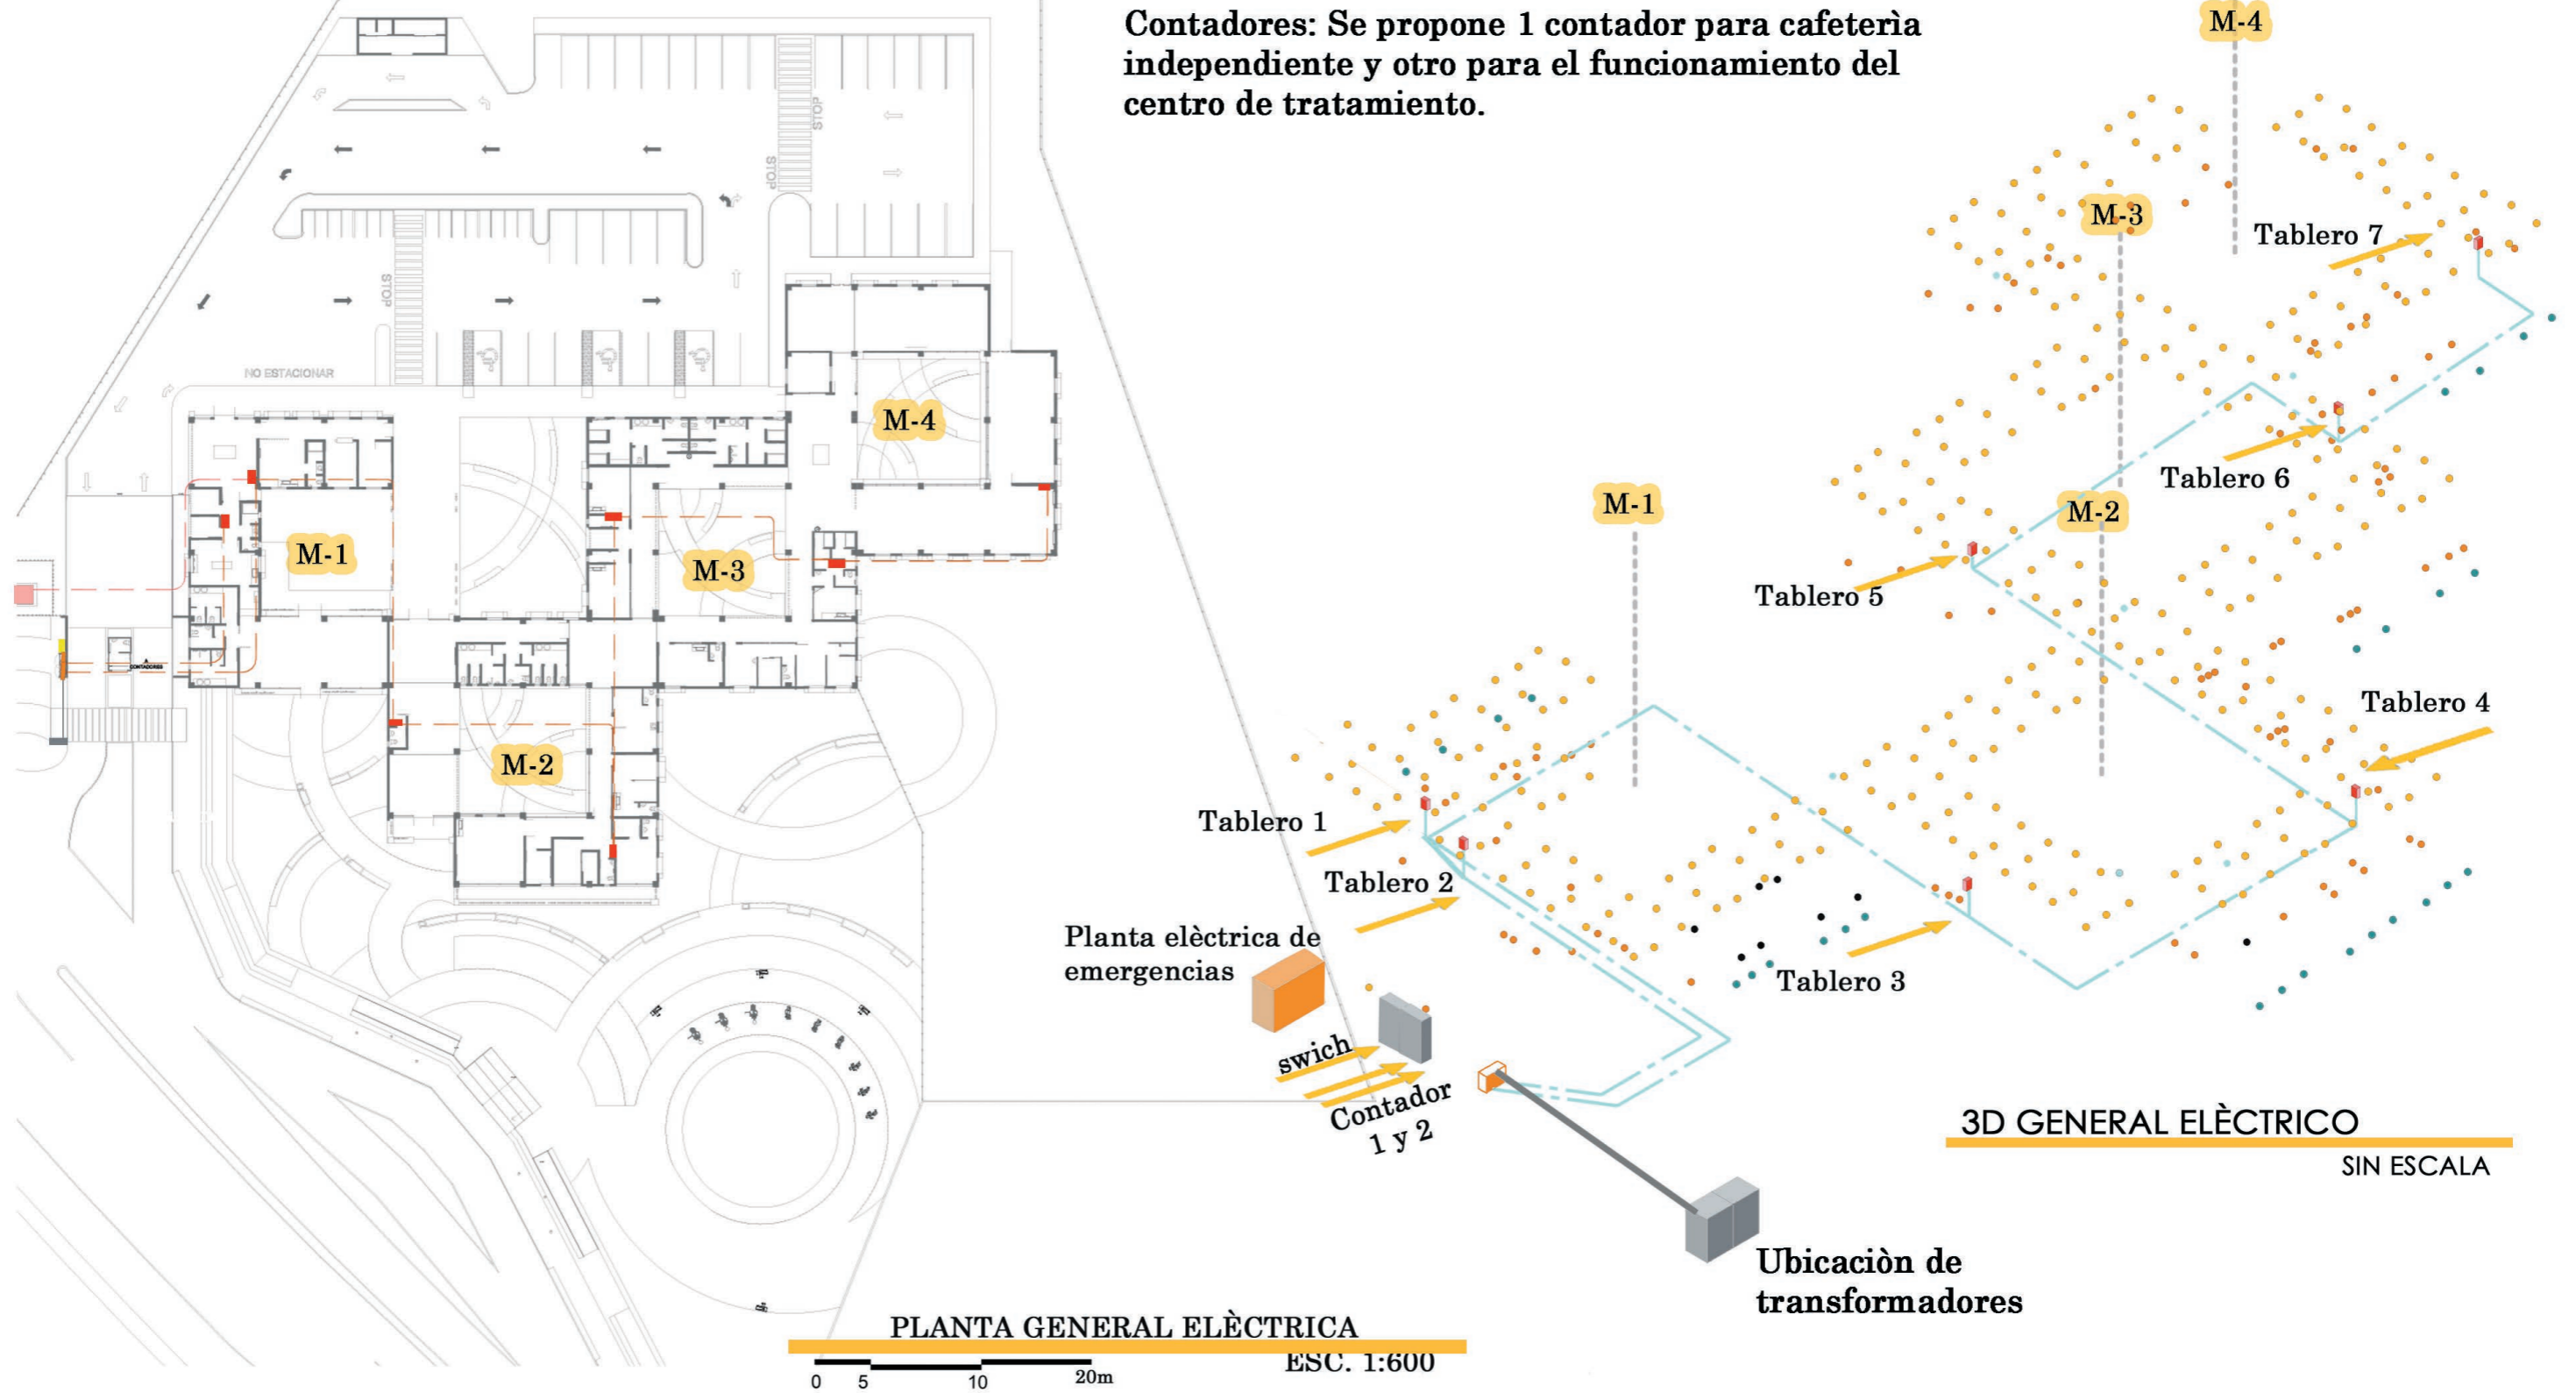 Contadores: Se propone 1 contador para cafeterìa
independiente y otro para el funcionamiento del
centro de tratamiento.
STOP
STOP
STOP
NO ESTACIONAR
M-1
M-2
M-3
M-4
CONTADORES
PLANTA GENERAL ELÈCTRICA
ESC. 1:600
0 5 10 20m
M-4
M-3
M-2
M-1
Tablero 7
Tablero 6
Tablero 5
Tablero 4
Tablero 1
Tablero 2
Tablero 3
Planta elèctrica de
emergencias
swich
Contador
1 y 2
Ubicaciòn de
transformadores
3D GENERAL ELÈCTRICO
SIN ESCALA